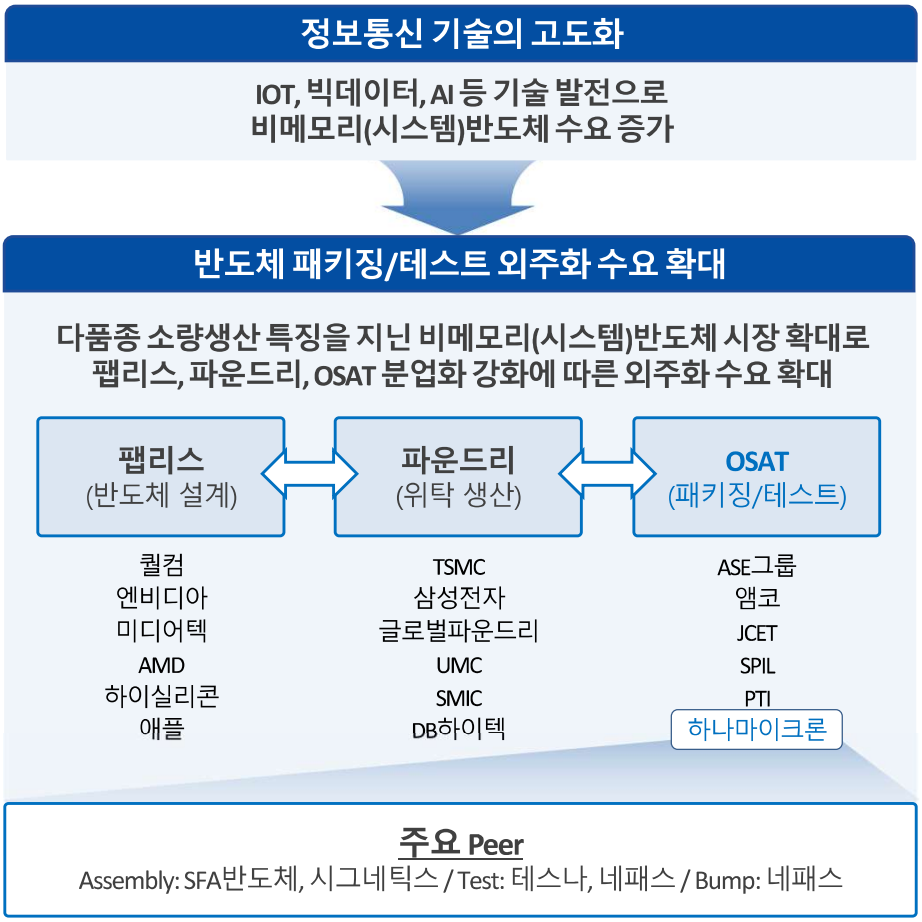 정보통신 기술의 고도화
IOT, 빅데이터, AI 등 기술 발전으로
비메모리(시스템)반도체 수요 증가
반도체 패키징/테스트 외주화 수요 확대
다품종 소량생산 특징을 지닌 비메모리(시스템)반도체 시장 확대로
팹리스, 파운드리, OSAT 분업화 강화에 따른 외주화 수요 확대
팹리스
(반도체 설계)
퀄컴
엔비디아
미디어텍
AMD
하이실리콘
애플
파운드리
(위탁 생산)
TSMC
삼성전자
글로벌파운드리
UMC
SMIC
DB하이텍
OSAT
(패키징/테스트)
ASE그룹
앰코
JCET
SPIL
PTI
하나마이크론
주요 Peer
Assembly: SFA반도체, 시그네틱스 / Test: 테스나, 네패스 / Bump: 네패스